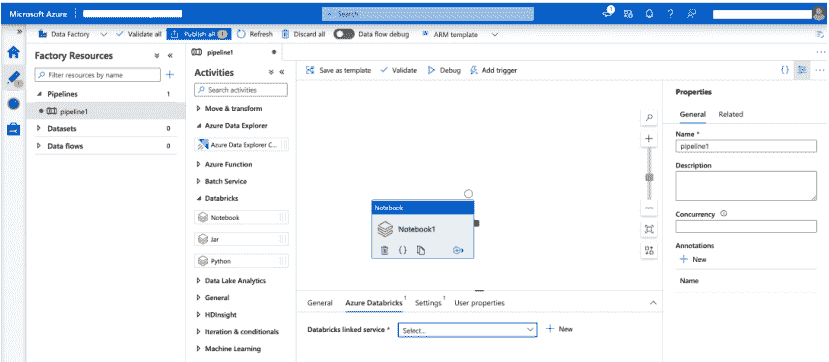 Microsoft Azure
Search
1
Data Factory
Validate all
Publish all 1
Refresh
Discard all
Data flow debug
ARM template
Factory Resources
Filter resources by name
Pipelines 1
pipeline1
Datasets 0
Data flows 0
pipeline1
Activities
Search activities
Move & transform
Azure Data Explorer
Azure Data Explorer C...
Azure Function
Batch Service
Databricks
Notebook
Jar
Python
Data Lake Analytics
General
HDInsight
Iteration & conditionals
Machine Learning
Save as template
Validate
Debug
Add trigger
Notebook
Notebook1
General
Azure Databricks 1
Settings 1
User properties
Databricks linked service *
Select...
New
Properties
General
Related
Name *
pipeline1
Description
Concurrency
Annotations
New
Name